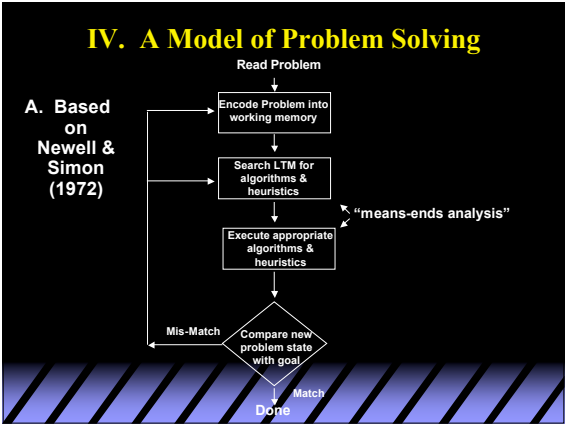 IV. A Model of Problem Solving
Read Problem
A. Based
on
Newell &
Simon
(1972)
Encode Problem into
working memory
Search LTM for
algorithms &
heuristics
“means-ends analysis”
Execute appropriate
algorithms &
heuristics
Mis-Match
Compare new
problem state
with goal
Match
Done